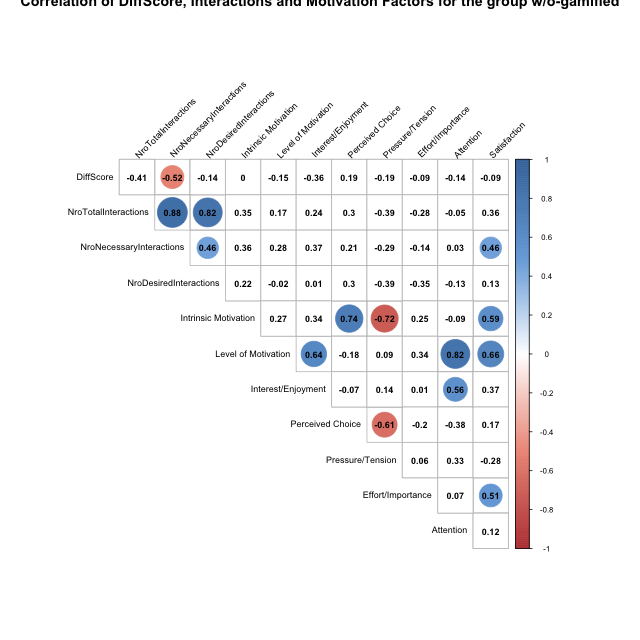 Correlation of DiffScore, Interactions and Motivation Factors for the group w/o-gamified
NroTotalInteractions
NroNecessaryInteractions
NroDesiredInteractions
Intrinsic Motivation
Level of Motivation
Interest/Enjoyment
Perceived Choice
Pressure/Tension
Effort/Importance
Attention
Satisfaction
DiffScore -0.41 -0.52 -0.14 0 -0.15 -0.36 0.19 -0.19 -0.09 -0.14 -0.09
NroTotalInteractions 0.88 0.82 0.35 0.17 0.24 0.3 -0.39 -0.28 -0.05 0.36
NroNecessaryInteractions 0.46 0.36 0.28 0.37 0.21 -0.29 -0.14 0.03 0.46
NroDesiredInteractions 0.22 -0.02 0.01 0.3 -0.39 -0.35 -0.13 0.13
Intrinsic Motivation 0.27 0.34 0.74 -0.72 0.25 -0.09 0.59
Level of Motivation 0.64 -0.18 0.09 0.34 0.82 0.66
Interest/Enjoyment -0.07 0.14 0.01 0.56 0.37
Perceived Choice -0.61 -0.2 -0.38 0.17
Pressure/Tension 0.06 0.33 -0.28
Effort/Importance 0.07 0.51
Attention 0.12
1
0.8
0.6
0.4
0.2
0
-0.2
-0.4
-0.6
-0.8
-1